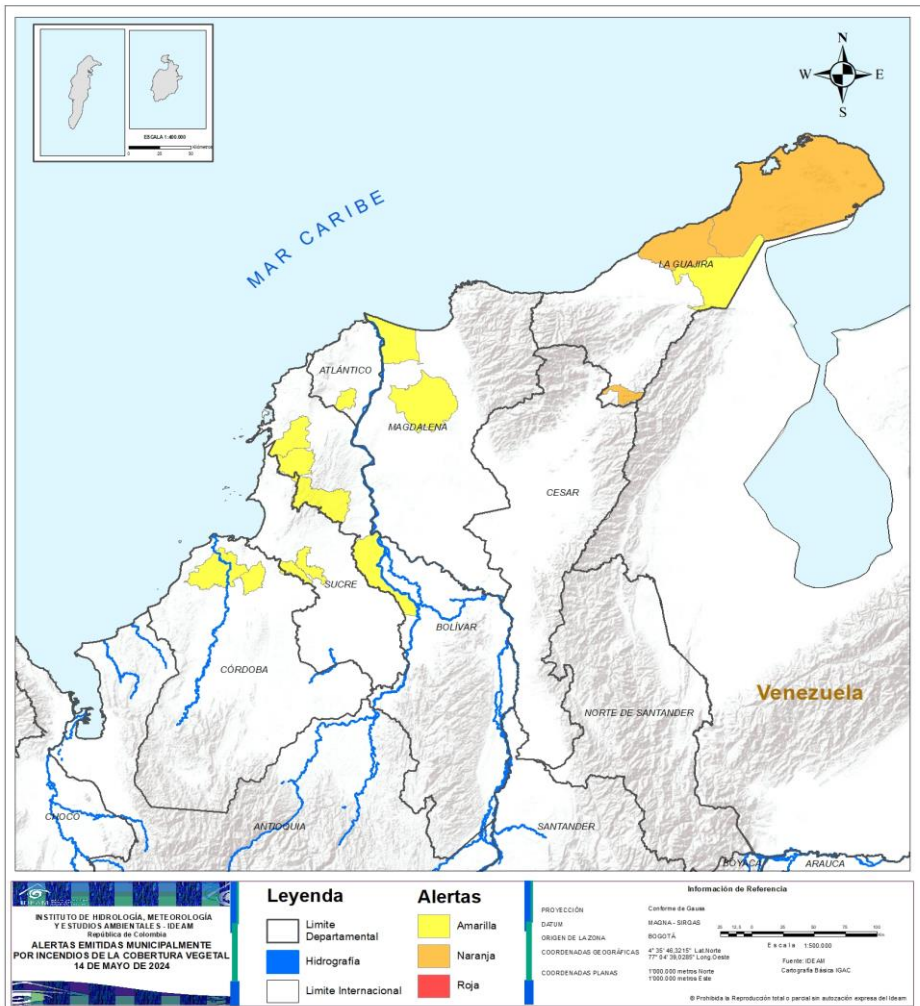 N
W E
S
ESCALA 1:400.000
MAR CARIBE
LA GUAJIRA
ATLÁNTICO
MAGDALENA
CESAR
SUCRE
BOLÍVAR
CÓRDOBA
Venezuela
NORTE DE SANTANDER
CHOCO
ANTIOQUIA
SANTANDER
BOYACA
ARAUCA
INSTITUTO DE HIDROLOGÍA, METEOROLOGÍA
Y ESTUDIOS AMBIENTALES - IDEAM
República de Colombia
ALERTAS EMITIDAS MUNICIPALMENTE
POR INCENDIOS DE LA COBERTURA VEGETAL
14 DE MAYO DE 2024
Leyenda
Limite
Departamental
Hidrografía
Limite Internacional
Alertas
Amarilla
Naranja
Roja
Información de Referencia
PROYECCIÓN Conforme de Gauss
DATUM MAGNA - SIRGAS
ORIGEN DE LA ZONA BOGOTÁ
COORDENADAS GEOGRÁFICAS 4° 35' 46,3215" Lat.Norte
77° 04' 39,0285" Long.Oeste
COORDENADAS PLANAS 1'000.000 metros Norte
1'000.000 metros Este
Escala 1:500.000
Fuente: IDEAM
Cartografía Básica IGAC
© Prohibida la Reproducción total o parcial sin autozación expresa del Ideam